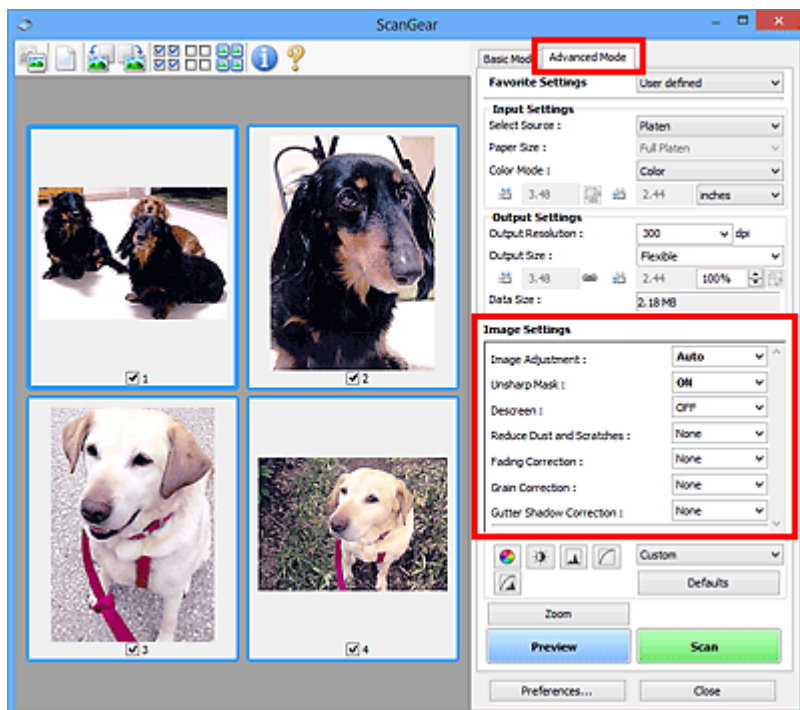 ScanGear
Basic Mod Advanced Mode
Favorite Settings User defined
Input Settings
Select Source : Platen
Paper Size : Full Platen
Color Mode : Color
3.48 2.44 inches
Output Settings
Output Resolution : 300 dpi
Output Size : Flexible
3.48 2.44 100%
Data Size : 2.18 MB
Image Settings
Image Adjustment : Auto
Unsharp Mask : ON
Descreen : OFF
Reduce Dust and Scratches : None
Fading Correction : None
Grain Correction : None
Gutter Shadow Correction : None
Custom
Defaults
Zoom
Preview Scan
Preferences... Close
1
2
3
4